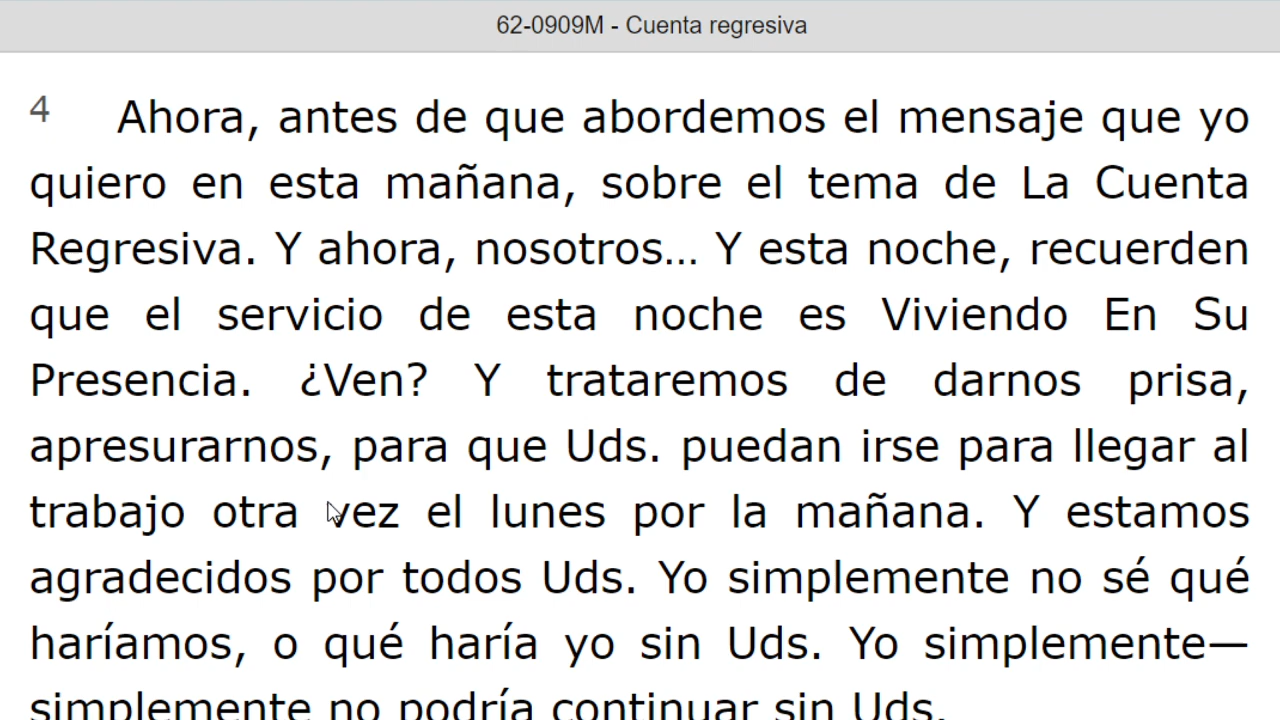 62-0909M - Cuenta regresiva
4 Ahora, antes de que abordemos el mensaje que yo
quiero en esta mañana, sobre el tema de La Cuenta
Regresiva. Y ahora, nosotros... Y esta noche, recuerden
que el servicio de esta noche es Viviendo En Su
Presencia. ¿Ven? Y trataremos de darnos prisa,
apresurarnos, para que Uds. puedan irse para llegar al
trabajo otra vez el lunes por la mañana. Y estamos
agradecidos por todos Uds. Yo simplemente no sé qué
haríamos, o qué haría yo sin Uds. Yo simplemente—
simplemente no podría continuar sin Uds.